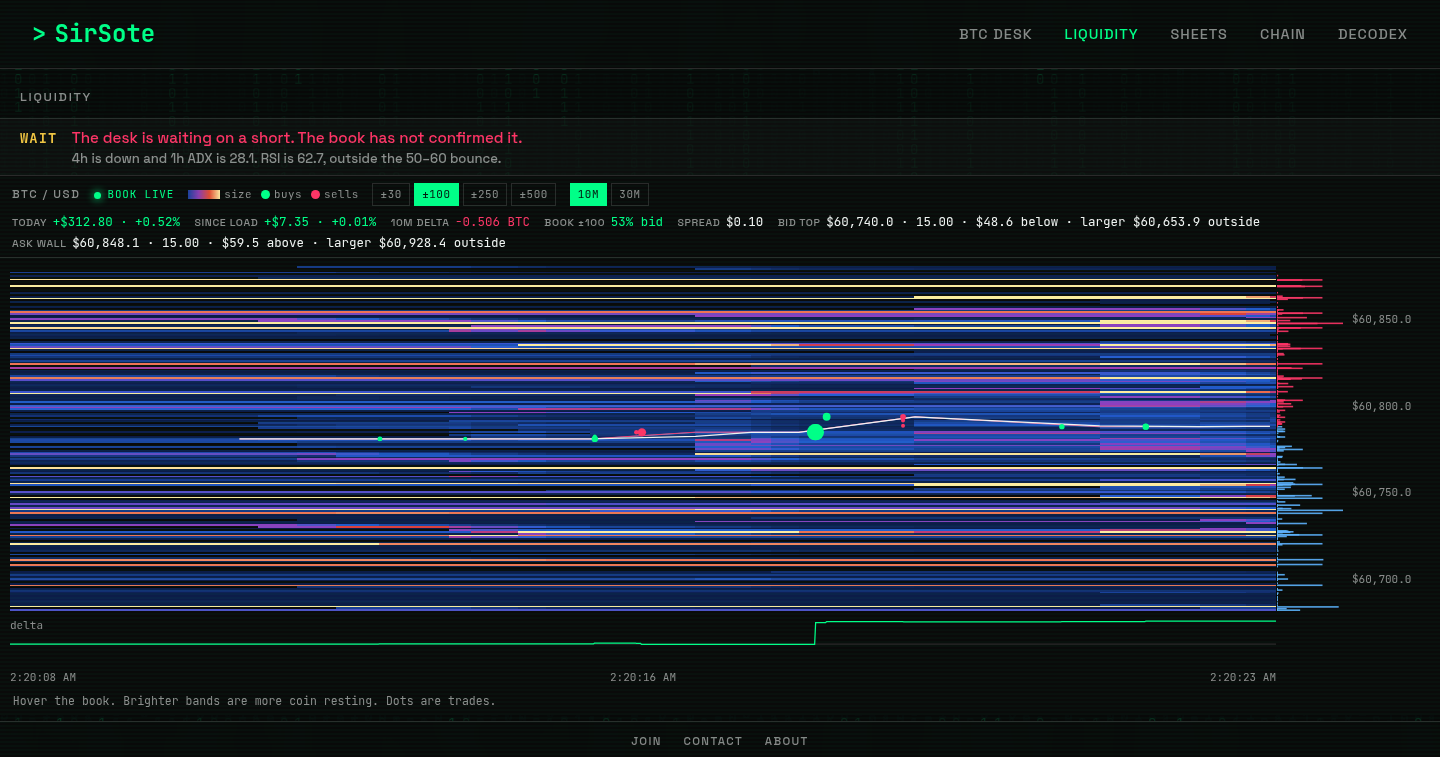 > SirSote
BTC DESK LIQUIDITY SHEETS CHAIN DECODEX
LIQUIDITY
WAIT The desk is waiting on a short. The book has not confirmed it.
4h is down and 1h ADX is 28.1. RSI is 62.7, outside the 50–60 bounce.
BTC / USD BOOK LIVE size buys sells ±30 ±100 ±250 ±500 10M 30M
TODAY +$312.80 · +0.52% SINCE LOAD +$7.35 · +0.01% 10M DELTA -0.506 BTC BOOK ±100 53% bid SPREAD $0.10 BID TOP $60,740.0 · 15.00 · $48.6 below · larger $60,653.9 outside
ASK WALL $60,848.1 · 15.00 · $59.5 above · larger $60,928.4 outside
$60,850.0
$60,800.0
$60,750.0
$60,700.0
delta
2:20:08 AM 2:20:16 AM 2:20:23 AM
Hover the book. Brighter bands are more coin resting. Dots are trades.
JOIN CONTACT ABOUT